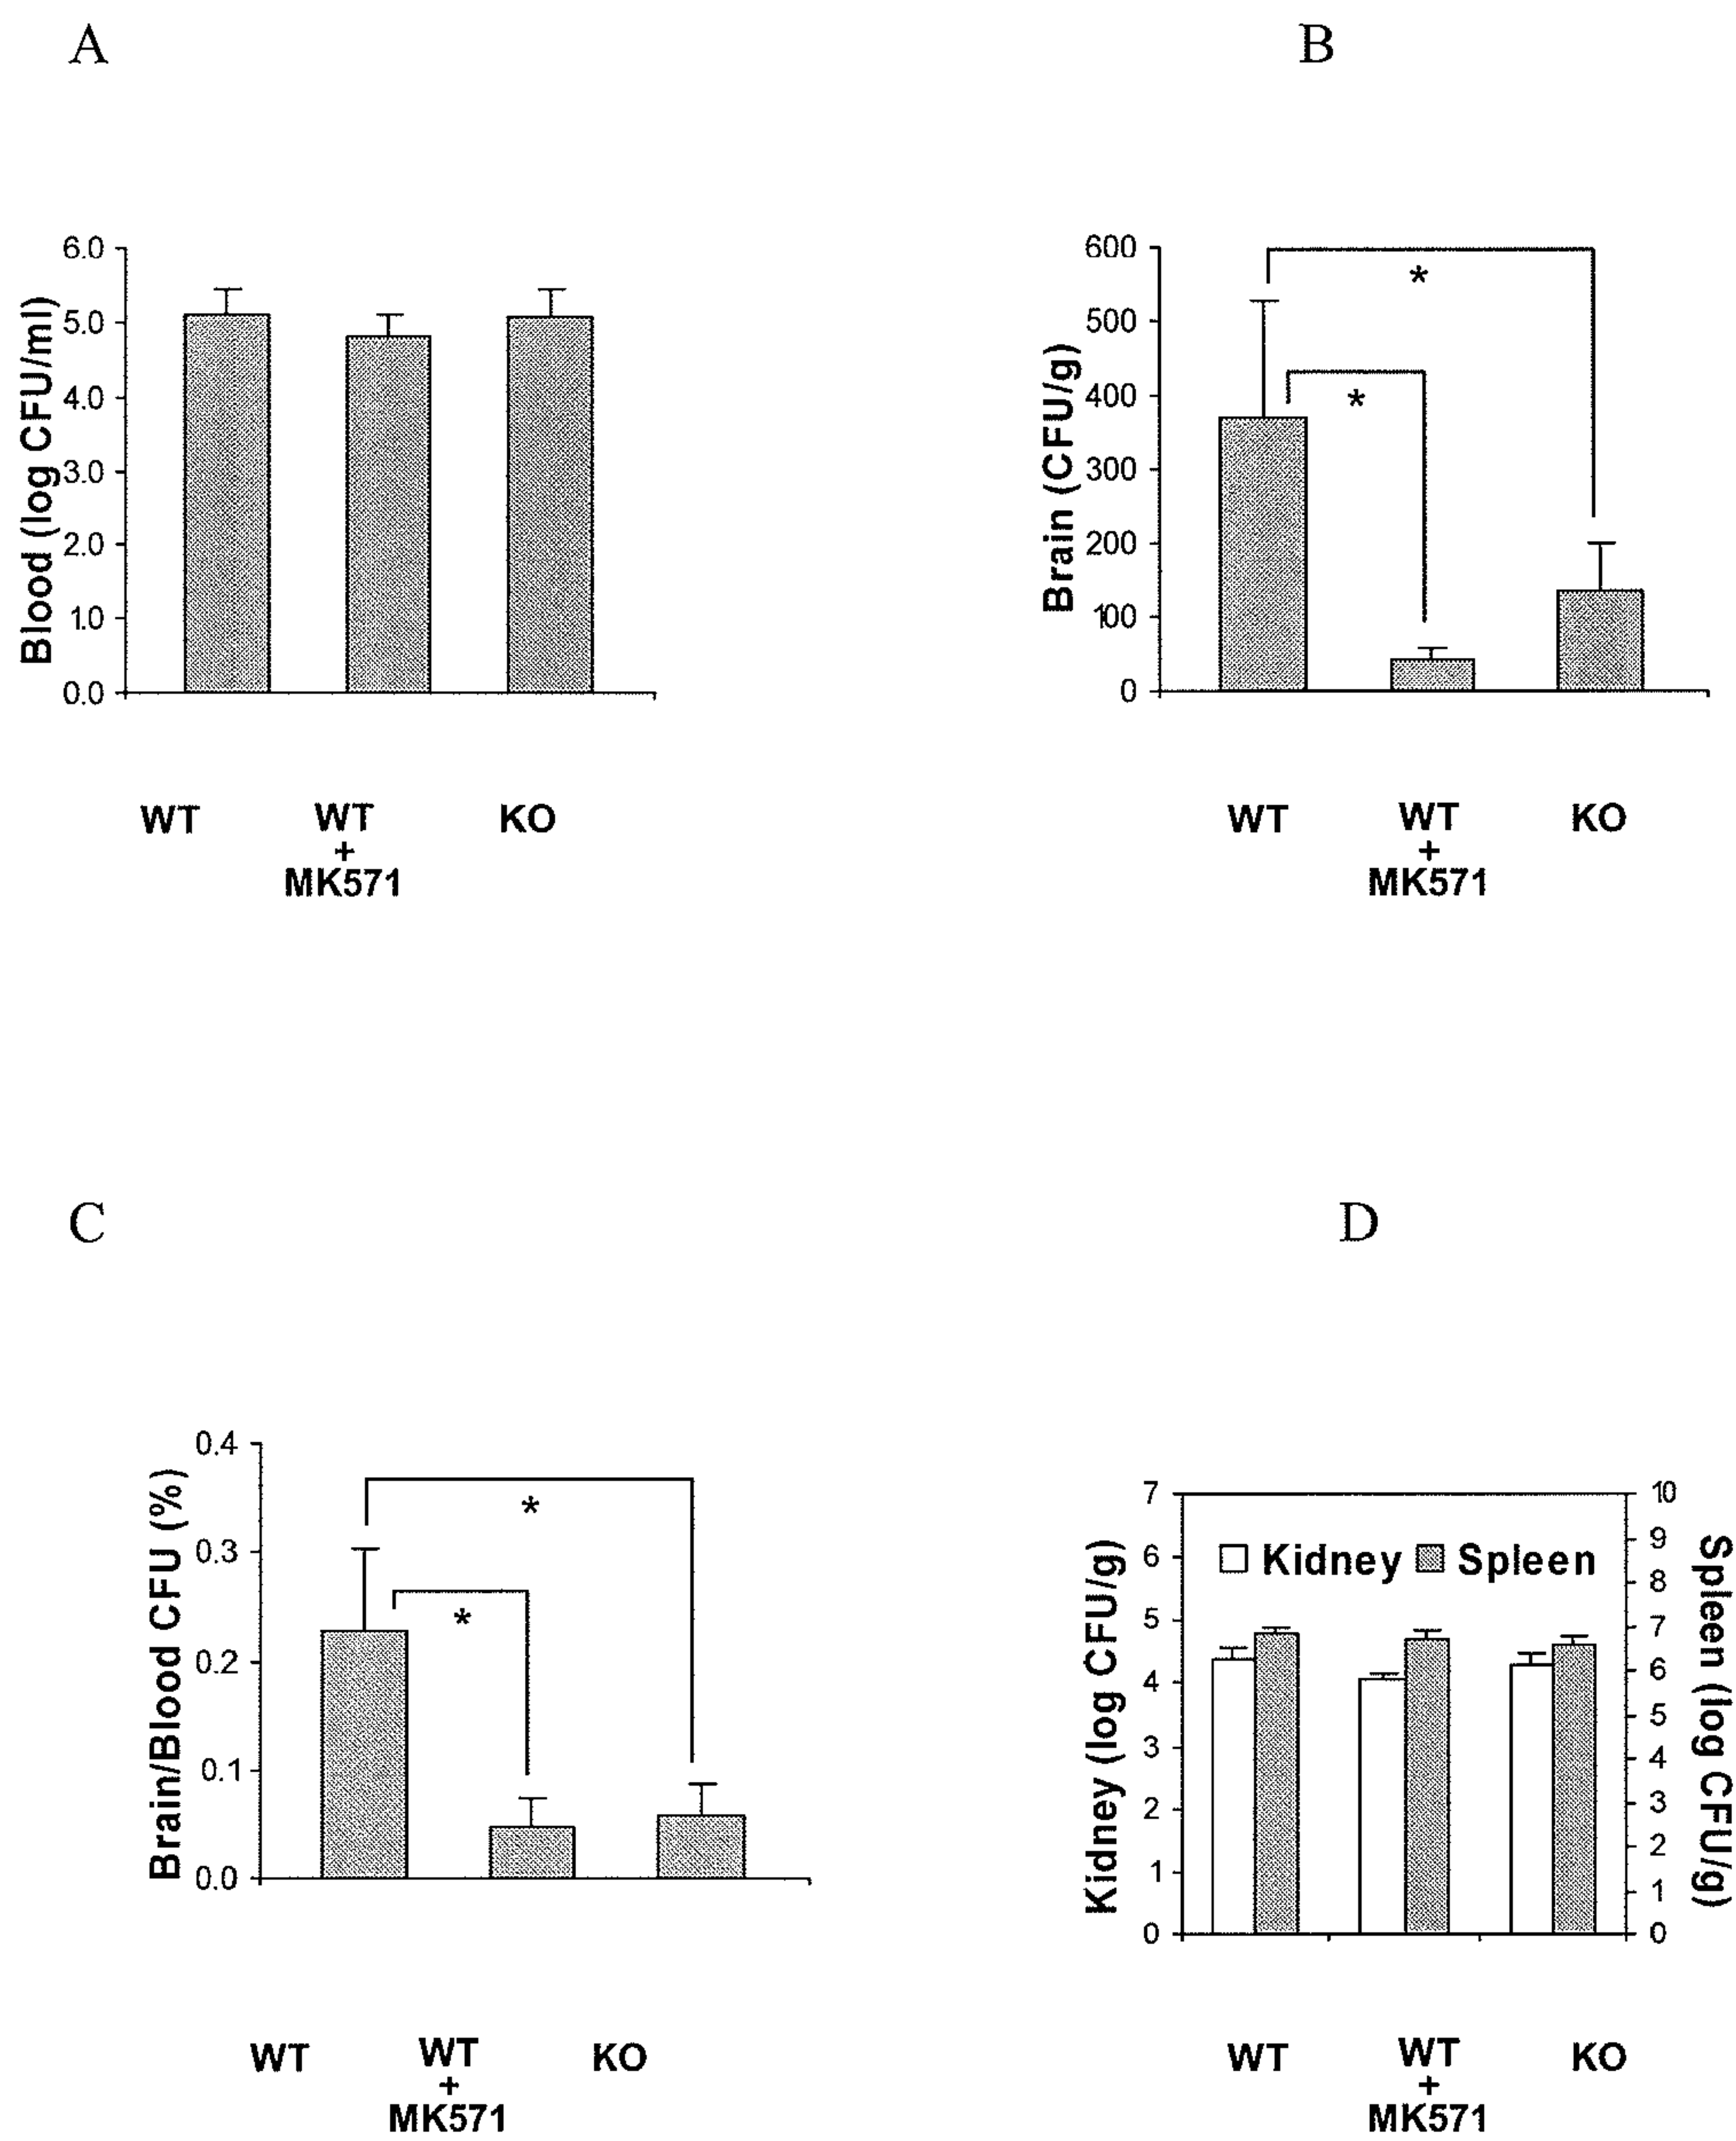 A
B
Blood (log CFU/ml)
6.0
5.0
4.0
3.0
2.0
1.0
0.0
WT
WT
+
MK571
KO
Brain (CFU/g)
600
500
400
300
200
100
0
*
*
WT
WT
+
MK571
KO
C
D
Brain/Blood CFU (%)
0.4
0.3
0.2
0.1
0.0
*
*
WT
WT
+
MK571
KO
Kidney (log CFU/g)
7
6
5
4
3
2
1
0
Kidney Spleen
10
9
8
7
6
5
4
3
2
1
0
Spleen (log CFU/g)
WT
WT
+
MK571
KO